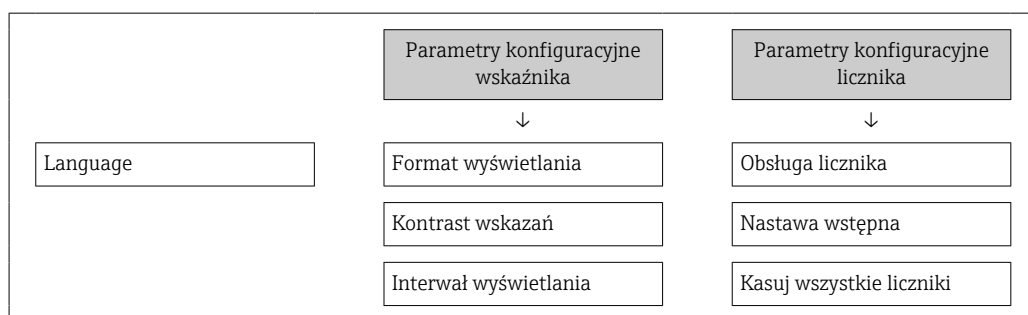 Parametry konfiguracyjne
wskaźnika
Parametry konfiguracyjne
licznika
↓
↓
Language
Format wyświetlania
Obsługa licznika
Kontrast wskazań
Nastawa wstępna
Interwał wyświetlania
Kasuj wszystkie liczniki